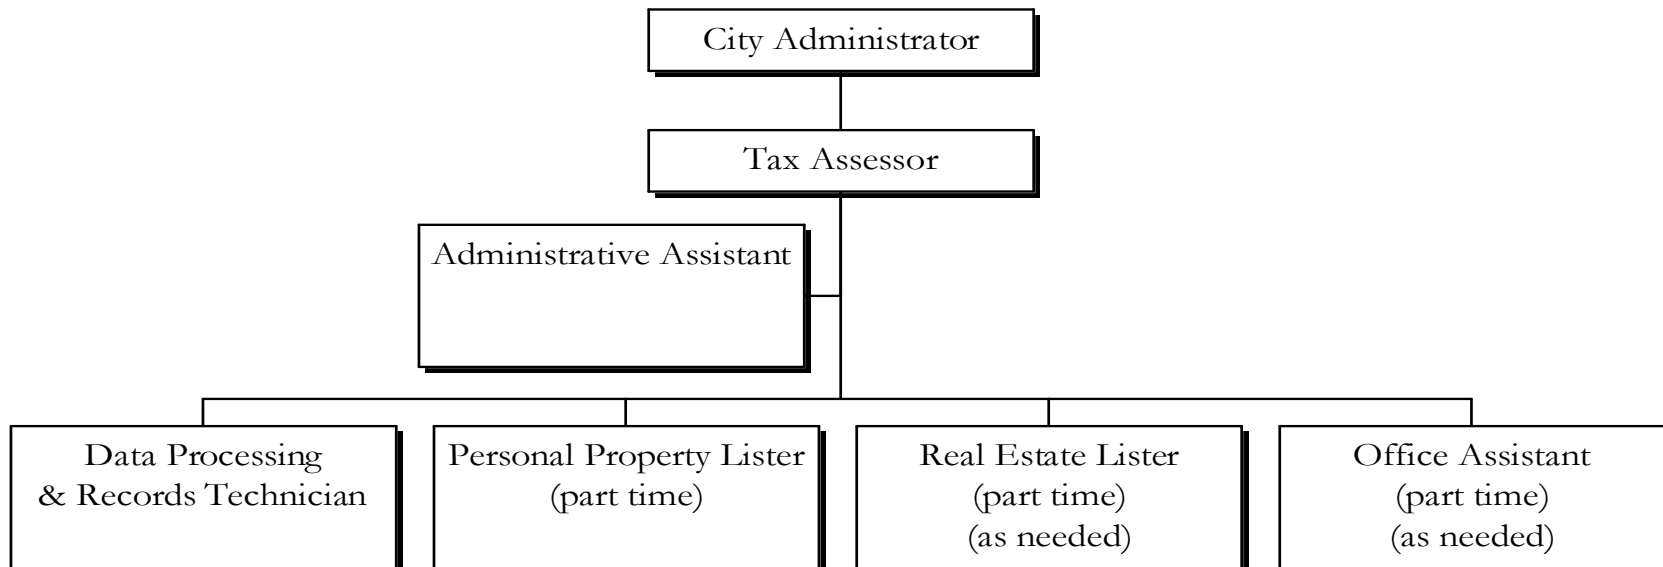 City Administrator
Tax Assessor
Administrative Assistant
Data Processing
& Records Technician
Personal Property Lister
(part time)
Real Estate Lister
(part time)
(as needed)
Office Assistant
(part time)
(as needed)